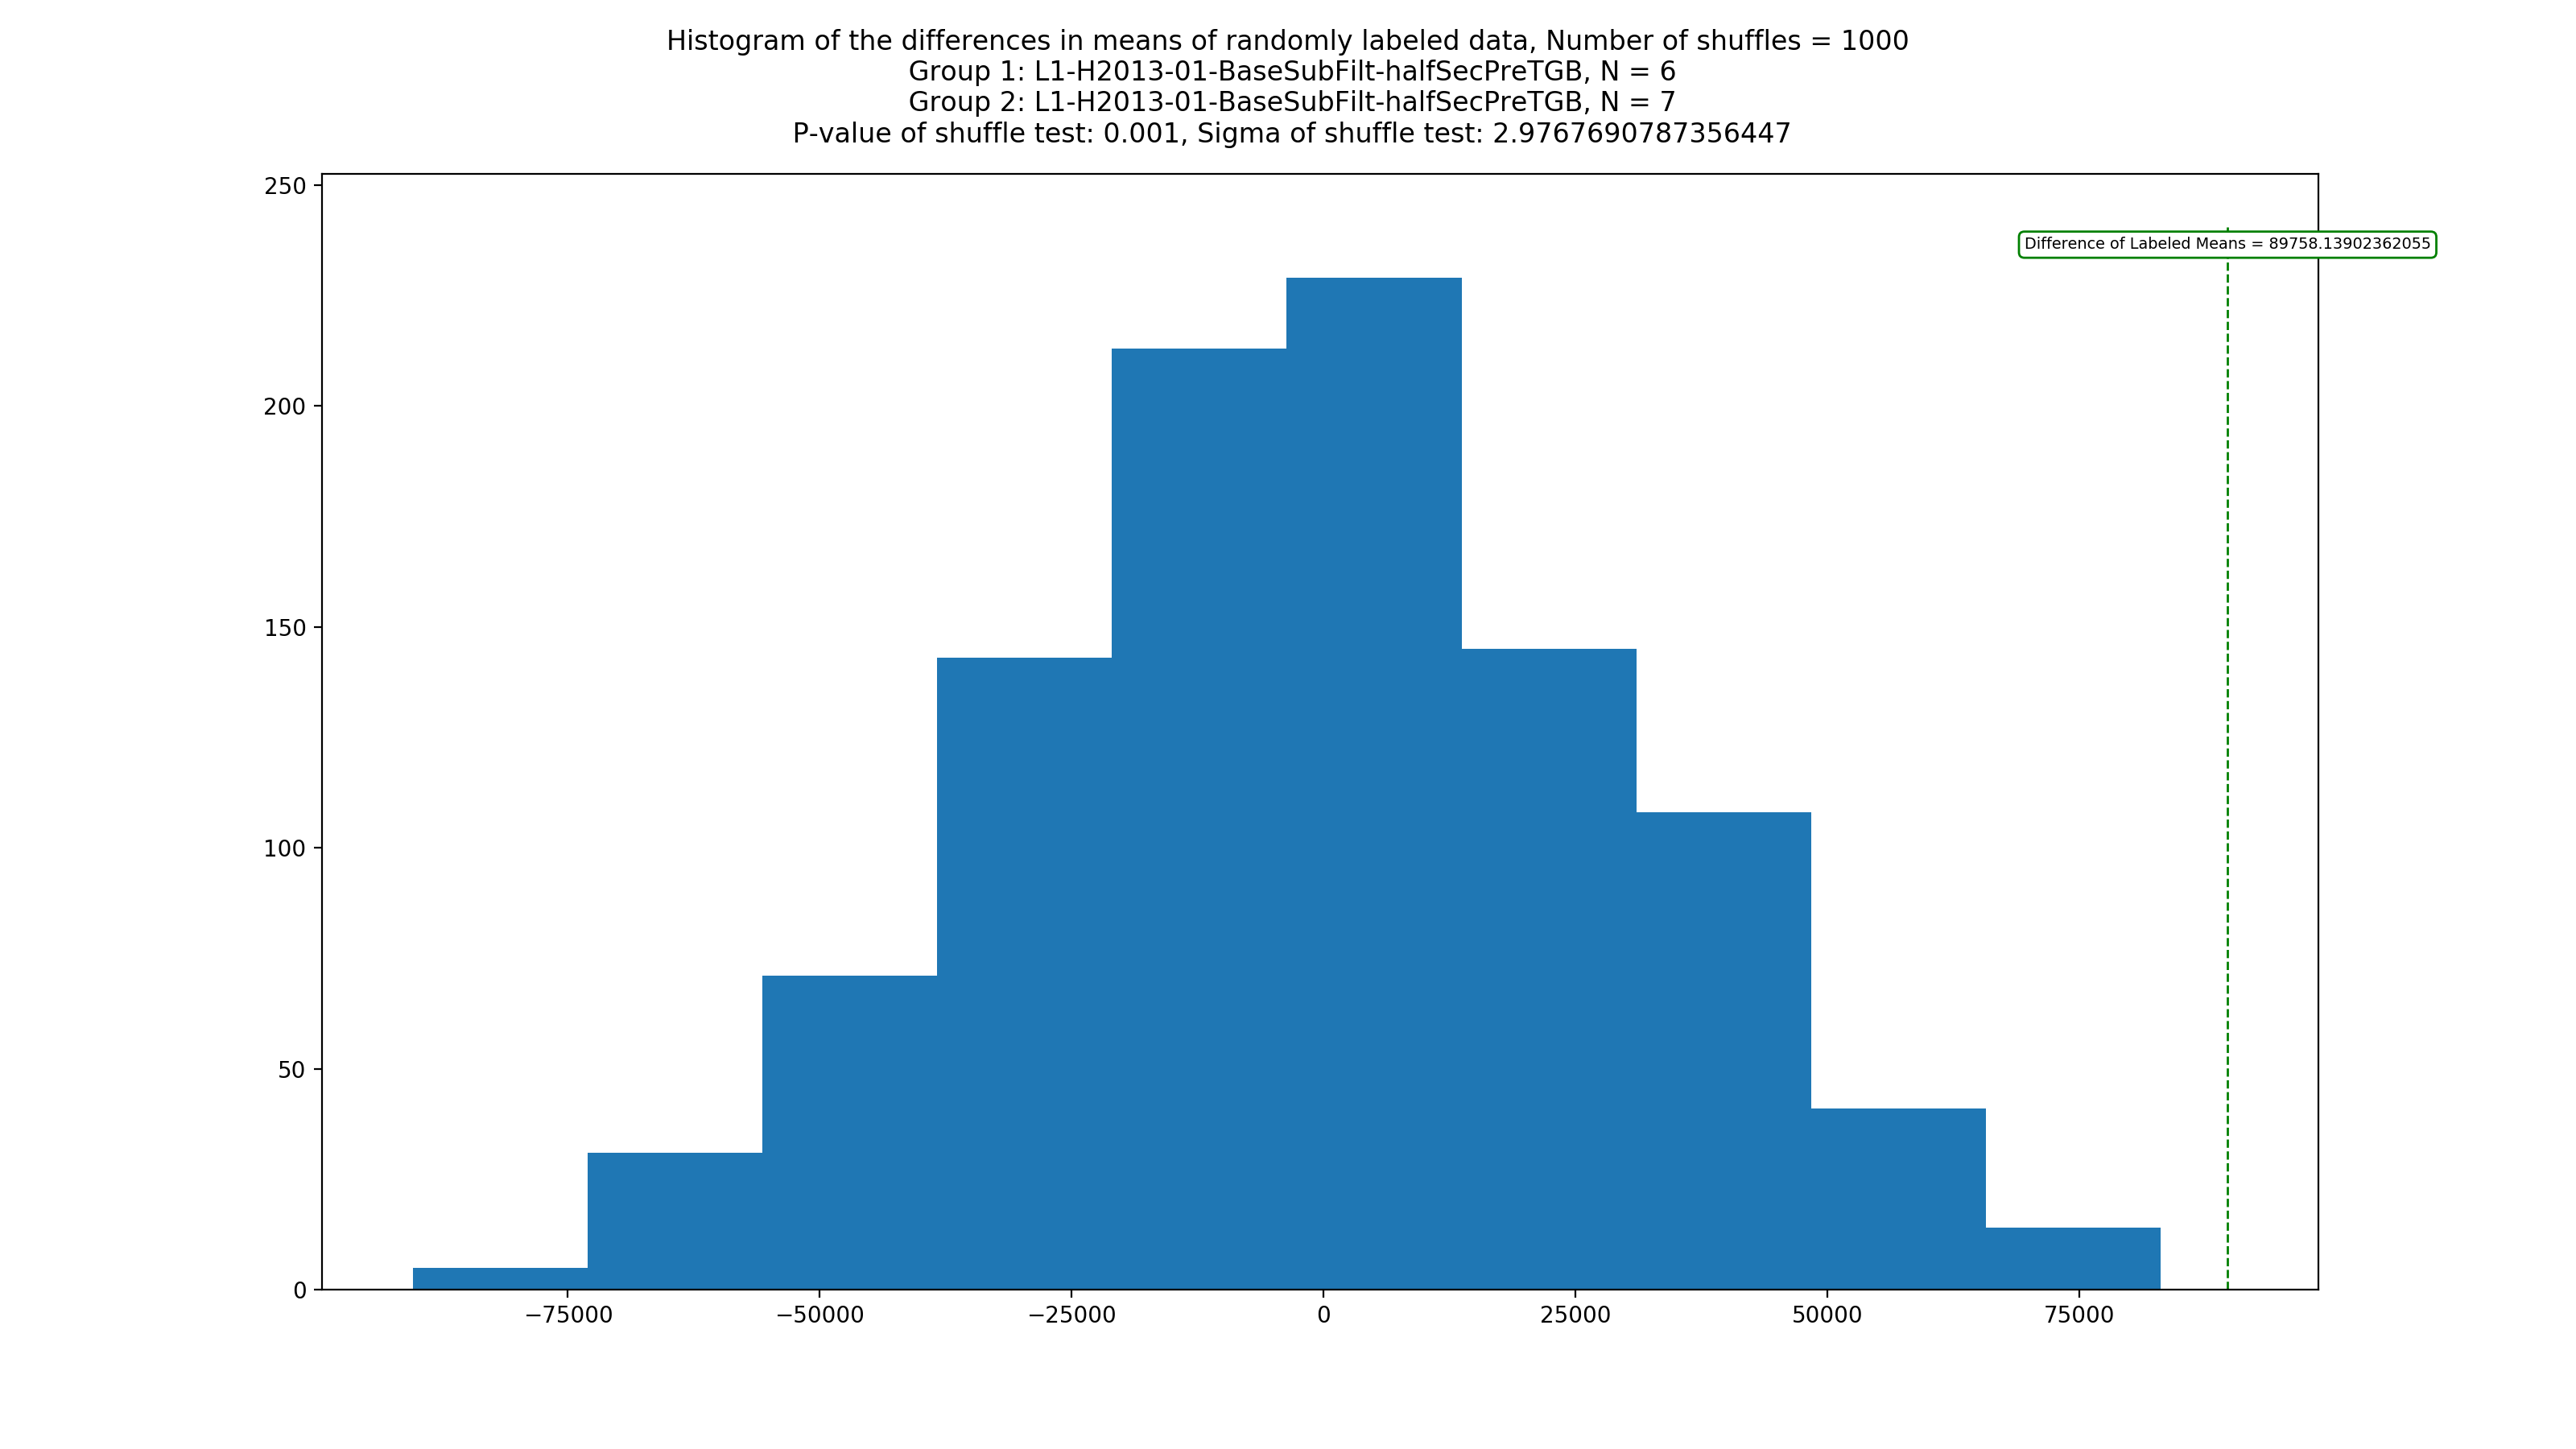 Histogram of the differences in means of randomly labeled data, Number of shuffles = 1000
Group 1: L1-H2013-01-BaseSubFilt-halfSecPreTGB, N = 6
Group 2: L1-H2013-01-BaseSubFilt-halfSecPreTGB, N = 7
P-value of shuffle test: 0.001, Sigma of shuffle test: 2.9767690787356447
250
Difference of Labeled Means = 89758.13902362055
200
150
100
50
0
−75000 −50000 −25000 0 25000 50000 75000